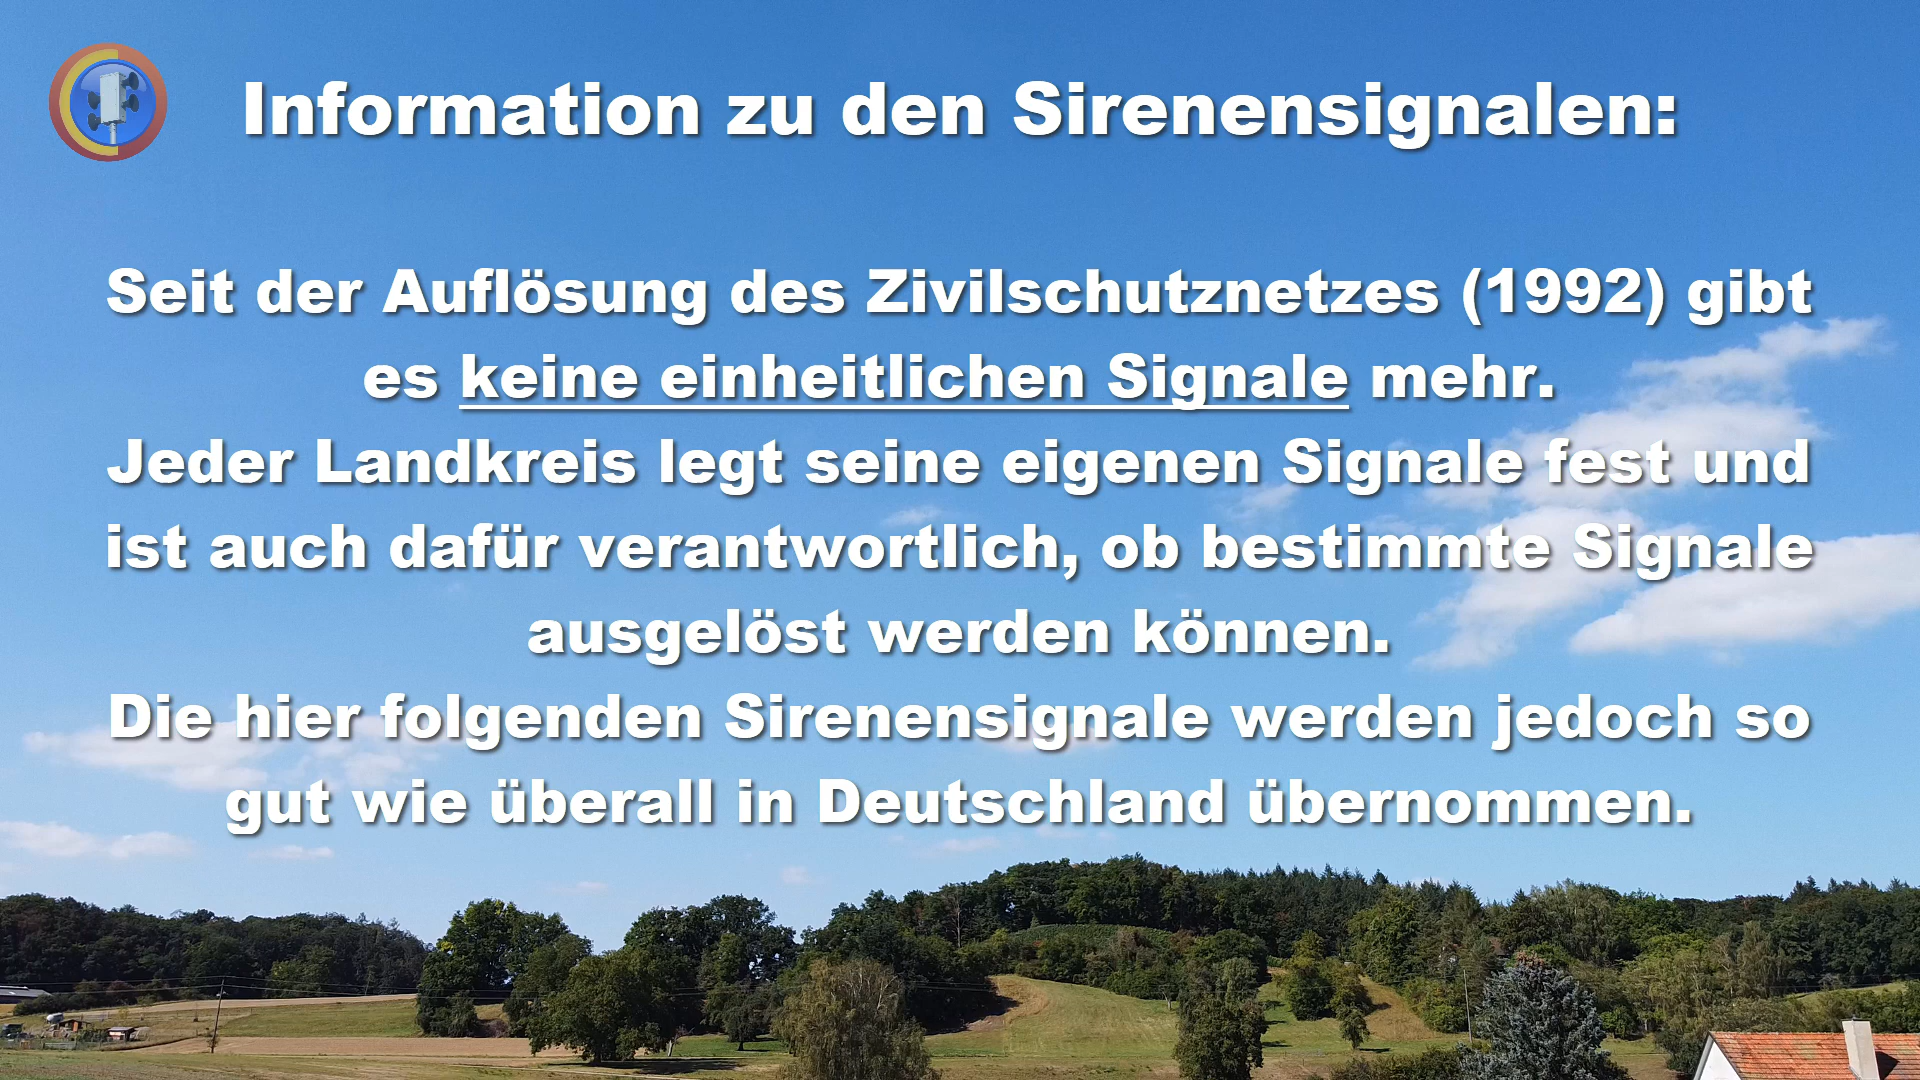 Information zu den Sirenensignalen:
Seit der Auflösung des Zivilschutznetzes (1992) gibt
es keine einheitlichen Signale mehr.
Jeder Landkreis legt seine eigenen Signale fest und
ist auch dafür verantwortlich, ob bestimmte Signale
ausgelöst werden können.
Die hier folgenden Sirenensignale werden jedoch so
gut wie überall in Deutschland übernommen.